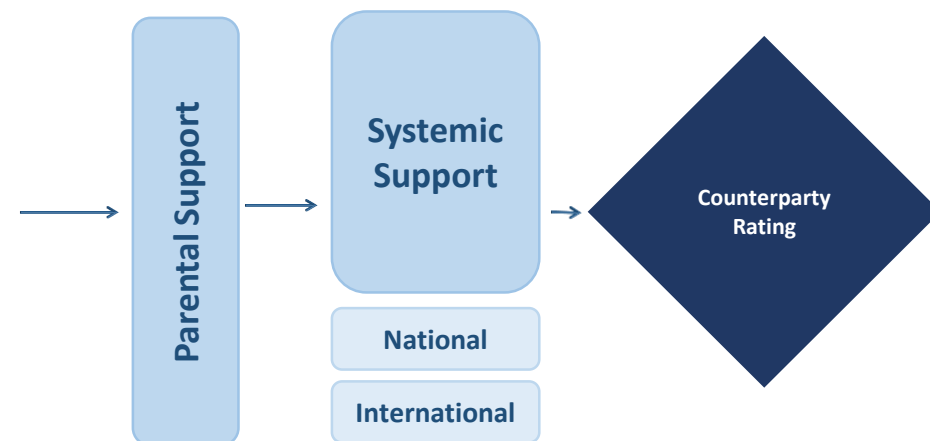 Parental Support
Systemic
Support
National
International
Counterparty
Rating